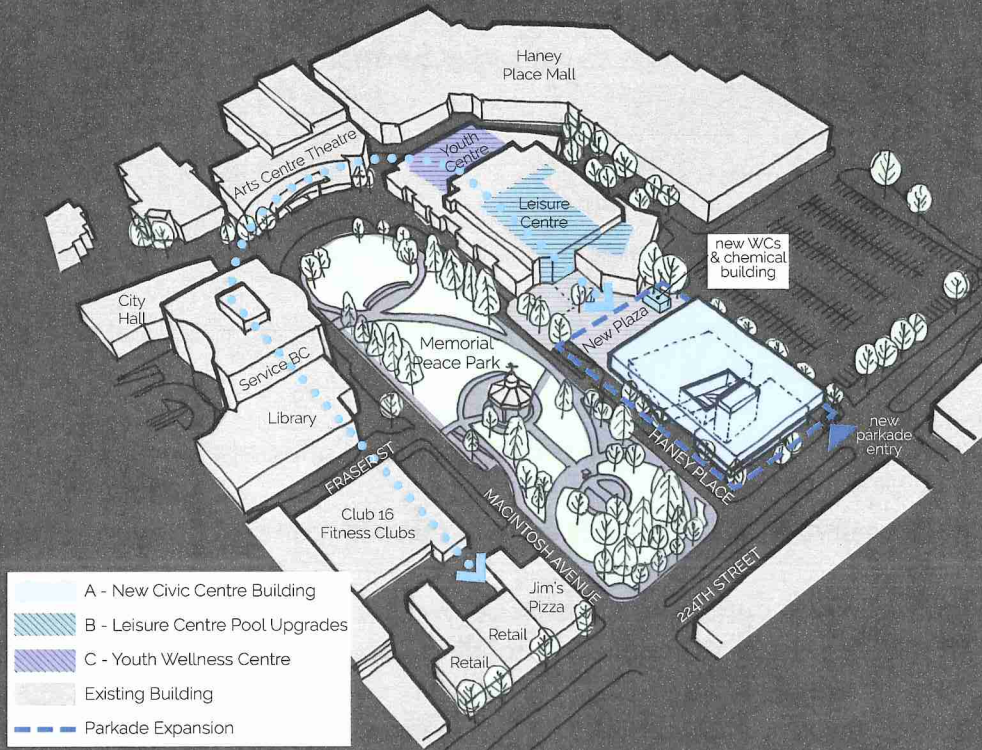 Haney
Place Mall
Arts Centre Theatre
Youth
Centre
Leisure
Centre
new WCs
& chemical
building
City
Hall
New Plaza
Memorial
Peace Park
Service BC
Library
HANEY PLACE
new
parkade
entry
FRASER ST
Club 16
Fitness Clubs
MACINTOSH AVENUE
224TH STREET
Jim's
Pizza
Retail
Retail
A - New Civic Centre Building
B - Leisure Centre Pool Upgrades
C - Youth Wellness Centre
Existing Building
Parkade Expansion